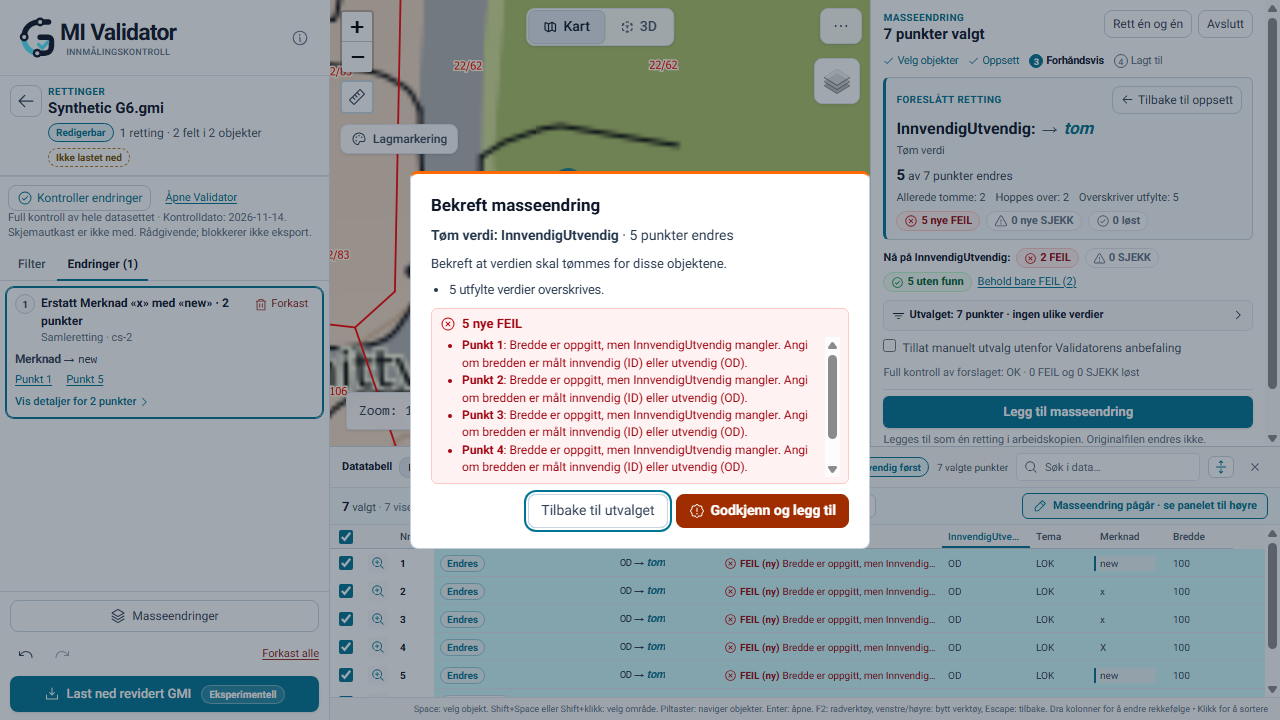 MI Validator
INNMÅLINGSKONTROLL
RETTINGER
Synthetic G6.gmi
Redigerbar 1 retting · 2 felt i 2 objekter
Ikke lastet ned
Kontroller endringer Åpne Validator
Full kontroll av hele datasettet · Kontrolldato: 2026-11-14.
Skjemautkast er ikke med. Rådgivende; blokkerer ikke eksport.
Filter Endringer (1)
1 Erstatt Merknad «x» med «new» · 2 punkter Forkast
Samleretting · cs-2
Merknad → new
Punkt 1 Punkt 5
Vis detaljer for 2 punkter
Masseendringer
Forkast alle
Last ned revidert GMI Eksperimentell
+
−
Kart 3D
...
22/62 22/62
Lagmarkering
2/83
106
Zoom: 1
Bekreft masseendring
Tøm verdi: InnvendigUtvendig · 5 punkter endres
Bekreft at verdien skal tømmes for disse objektene.
• 5 utfylte verdier overskrives.
5 nye FEIL
• Punkt 1: Bredde er oppgitt, men InnvendigUtvendig mangler. Angi
om bredden er målt innvendig (ID) eller utvendig (OD).
• Punkt 2: Bredde er oppgitt, men InnvendigUtvendig mangler. Angi
om bredden er målt innvendig (ID) eller utvendig (OD).
• Punkt 3: Bredde er oppgitt, men InnvendigUtvendig mangler. Angi
om bredden er målt innvendig (ID) eller utvendig (OD).
• Punkt 4: Bredde er oppgitt, men InnvendigUtvendig mangler. Angi
om bredden er målt innvendig (ID) eller utvendig (OD).
Tilbake til utvalget Godkjenn og legg til
MASSEENDRING
7 punkter valgt
Rett én og én Avslutt
Velg objekter Oppsett 3 Forhåndsvis 4 Lagt til
FORESLÅTT RETTING ← Tilbake til oppsett
InnvendigUtvendig: → tom
Tøm verdi
5 av 7 punkter endres
Allerede tomme: 2 Hoppes over: 2 Overskriver utfylte: 5
5 nye FEIL 0 nye SJEKK 0 løst
Nå på InnvendigUtvendig: 2 FEIL 0 SJEKK
5 uten funn Behold bare FEIL (2)
Utvalget: 7 punkter · ingen ulike verdier
Tillat manuelt utvalg utenfor Validatorens anbefaling
Full kontroll av forslaget: OK · 0 FEIL og 0 SJEKK løst
Legg til masseendring
Legges til som én retting i arbeidskopien. Originalfilen endres ikke.
Datatabell vendig først 7 valgte punkter Søk i data...
7 valgt · 7 vise Masseendring pågår · se panelet til høyre
Nr InnvendigUtve... Tema Merknad Bredde
1 Endres OD → tom FEIL (ny) Bredde er oppgitt, men Innvendig... OD LOK new 100
2 Endres OD → tom FEIL (ny) Bredde er oppgitt, men Innvendig... OD LOK x 100
3 Endres OD → tom FEIL (ny) Bredde er oppgitt, men Innvendig... OD LOK x 100
4 Endres OD → tom FEIL (ny) Bredde er oppgitt, men Innvendig... OD LOK X 100
5 Endres OD → tom FEIL (ny) Bredde er oppgitt, men Innvendig... OD LOK new 100
Space: velg objekt. Shift+Space eller Shift+klikk: velg område. Piltaster: naviger objekter. Enter: åpne. F2: radverktøy, venstre/høyre: bytt verktøy, Escape: tilbake. Dra kolonner for å endre rekkefølge · Klikk for å sortere